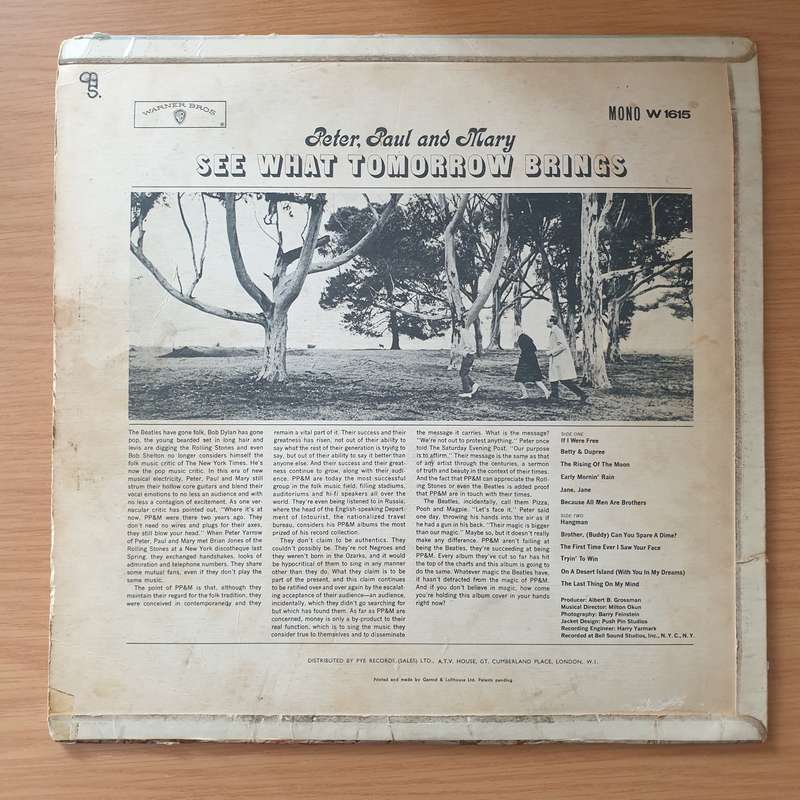 WARNER BROS.
MONO W 1615
Peter, Paul and Mary
SEE WHAT TOMORROW BRINGS
The Beatles have gone folk, Bob Dylan has gone
pop, the young bearded set in long hair and
levis are digging the Rolling Stones and even
Bob Shelton no longer considers himself the
folk music critic of The New York Times. He's
now the pop music critic. In this era of new
musical electricity, Peter, Paul and Mary still
strum their hollow core guitars and blend their
vocal emotions to no less an audience and with
no less a contagion of excitement. As one ver-
nacular critic has pointed out, "Where it's at
now, PP&M were there two years ago. They
don't need no wires and plugs for their axes,
they still blow your head." When Peter Yarrow
of Peter, Paul and Mary met Brian Jones of the
Rolling Stones at a New York discotheque last
Spring, they exchanged handshakes, looks of
admiration and telephone numbers. They share
some mutual fans, even if they don't play the
same music.
The point of PP&M is that, although they
maintain their regard for the folk tradition, they
were conceived in contemporaneity and they
remain a vital part of it. Their success and their
greatness has risen, not out of their ability to
say what the rest of their generation is trying to
say, but out of their ability to say it better than
anyone else. And their success and their great-
ness continue to grow, along with their audi-
ence. PP&M are today the most successful
group in the folk music field, filling stadiums,
auditoriums and hi-fi speakers all over the
world. They're even being listened to in Russia;
where the head of the English-speaking Depart-
ment of Intourist, the nationalized travel
bureau, considers his PP&M albums the most
prized of his record collection.
They don't claim to be authentics. They
couldn't possibly be. They're not Negroes and
they weren't born in the Ozarks, and it would
be hypocritical of them to sing in any manner
other than they do. What they claim is to be
part of the present, and this claim continues
to be ratified over and over again by the escalat-
ing acceptance of their audience—an audience,
incidentally, which they didn't go searching for
but which has found them. As far as PP&M are
concerned, money is only a by-product to their
real function, which is to sing the music they
consider true to themselves and to disseminate
the message it carries. What is the message?
"We're not out to protest anything," Peter once
told The Saturday Evening Post. "Our purpose
is to affirm." Their message is the same as that
of any artist through the centuries, a sermon
of truth and beauty in the context of their times.
And the fact that PP&M can appreciate the Roll-
ing Stones or even the Beatles is added proof
that PP&M are in touch with their times.
The Beatles, incidentally, call them Pizza,
Pooh and Magpie. "Let's face it," Peter said
one day, throwing his hands into the air as if
he had a gun in his back. "Their magic is bigger
than our magic." Maybe so, but it doesn't really
make any difference. PP&M aren't failing at
being the Beatles, they're succeeding at being
PP&M. Every album they've cut so far has hit
the top of the charts and this album is going to
do the same. Whatever magic the Beatles have,
it hasn't detracted from the magic of PP&M.
And if you don't believe in magic, how come
you're holding this album cover in your hands
right now?
SIDE ONE
If I Were Free
Betty & Dupree
The Rising Of The Moon
Early Mornin' Rain
Jane, Jane
Because All Men Are Brothers
SIDE TWO
Hangman
Brother, (Buddy) Can You Spare A Dime?
The First Time Ever I Saw Your Face
Tryin' To Win
On A Desert Island (With You In My Dreams)
The Last Thing On My Mind
Producer: Albert B. Grossman
Musical Director: Milton Okun
Photography: Barry Feinstein
Jacket Design: Push Pin Studios
Recording Engineer: Harry Yarmark
Recorded at Bell Sound Studios, Inc., N.Y.C., N.Y.
DISTRIBUTED BY PYE RECORDS (SALES) LTD., A.T.V. HOUSE, GT. CUMBERLAND PLACE, LONDON, W.1.
Printed and made by Garrod & Lofthouse Ltd. Patents pending.